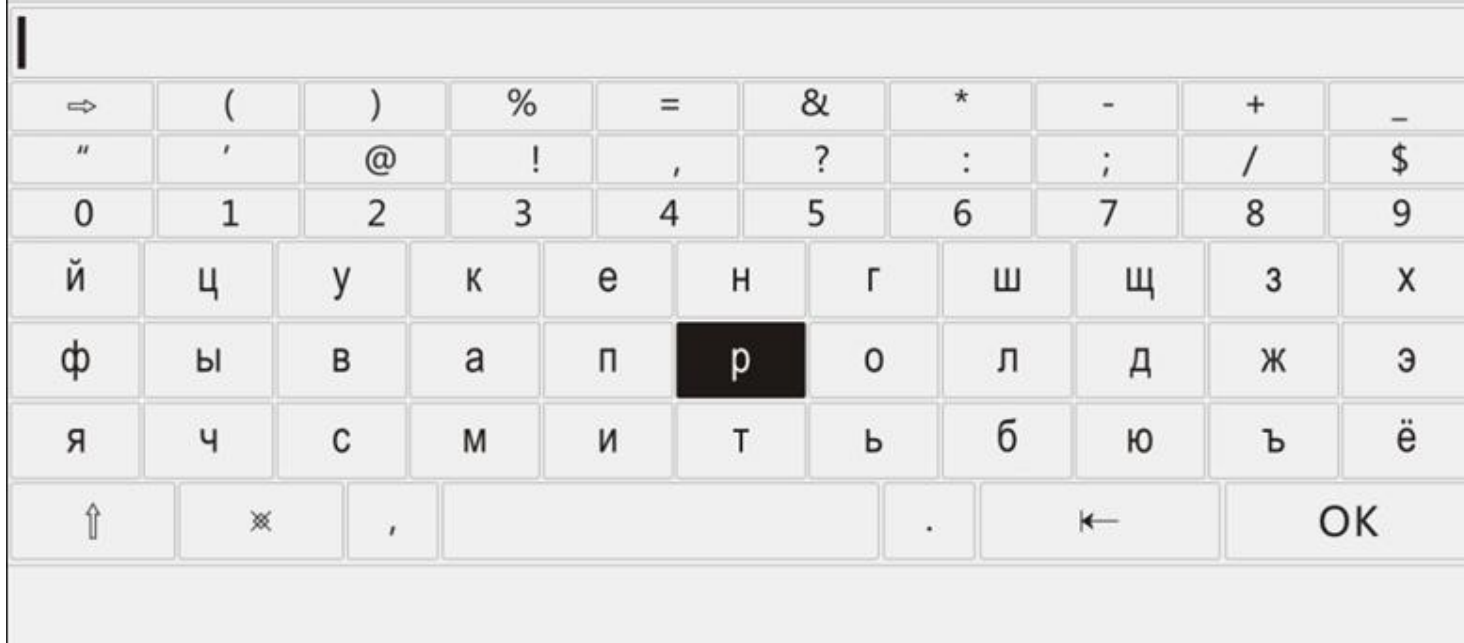 ⇨ ( ) % = & * - + _
“ ′ @ ! , ? : ; / $
0 1 2 3 4 5 6 7 8 9
й ц у к е н г ш щ з х
ф ы в а п р о л д ж э
я ч с м и т ь б ю ъ ё
⇧ ※ , . ⇤ OK